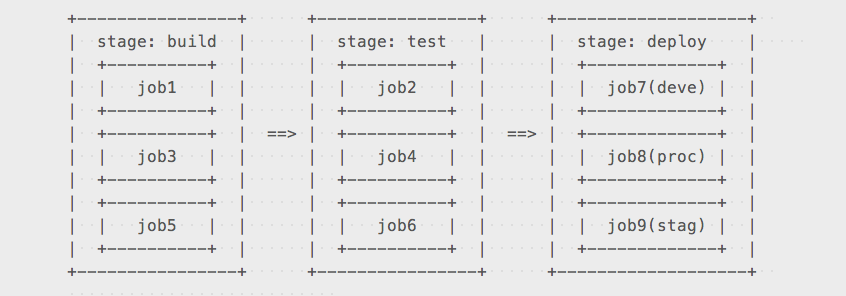 stage: build stage: test stage: deploy
job1 job2 job7(deve)
==> ==>
job3 job4 job8(proc)
job5 job6 job9(stag)